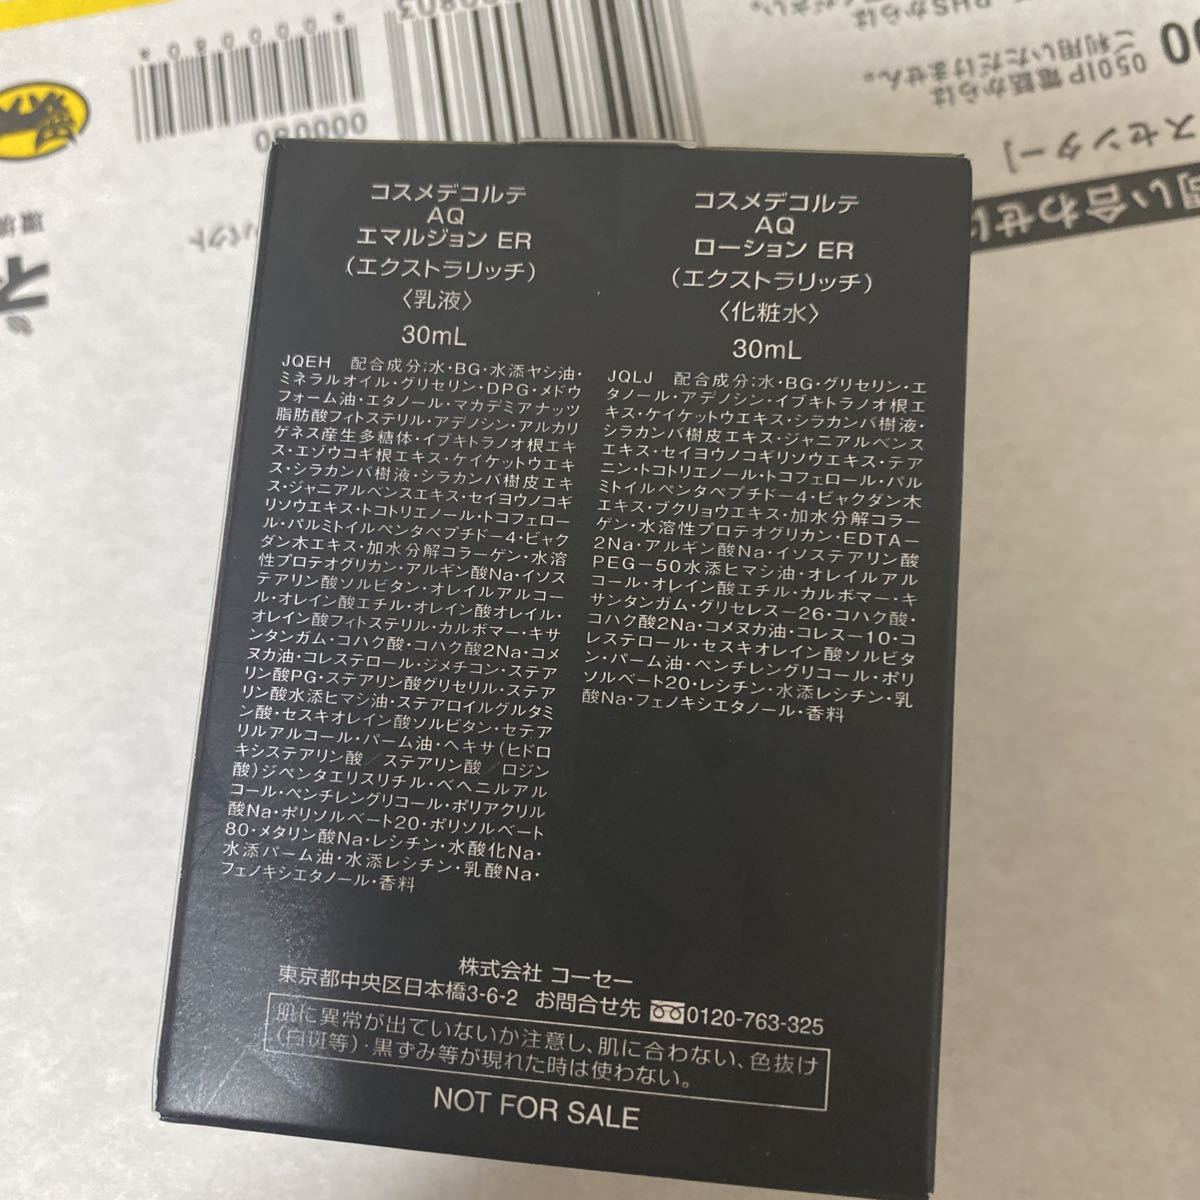 コスメデコルテ
AQ
エマルジョン ER
(エクストラリッチ)
〈乳液〉
30mL
JQEH 配合成分:水・BG・水添ヤシ油・
ミネラルオイル・グリセリン・DPG・メドウ
フォーム油・エタノール・マカデミアナッツ
脂肪酸フィトステリル・アデノシン・アルカリ
ゲネス産生多糖体・イブキトラノオ根エキ
ス・エゾウコギ根エキス・ケイケットウエキ
ス・シラカンバ樹液・シラカンバ樹皮エキ
ス・ジャニアルベンスエキス・セイヨウノコギ
リソウエキス・トコトリエノール・トコフェロー
ル・パルミトイルペンタペプチド-4・ビャク
ダン木エキス・加水分解コラーゲン・水溶
性プロテオグリカン・アルギン酸Na・イソス
テアリン酸ソルビタン・オレイルアルコー
ル・オレイン酸エチル・オレイン酸オレイル・
オレイン酸フィトステリル・カルボマー・キサ
ンタンガム・コハク酸・コハク酸2Na・コメ
ヌカ油・コレステロール・ジメチコン・ステア
リン酸PG・ステアリン酸グリセリル・ステア
リン酸水添ヒマシ油・ステアロイルグルタミ
ン酸・セスキオレイン酸ソルビタン・セテア
リルアルコール・パーム油・ヘキサ(ヒドロ
キシステアリン酸/ステアリン酸/ロジン
酸)ジペンタエリスリチル・ベヘニルアル
コール・ペンチレングリコール・ポリアクリル
酸Na・ポリソルベート20・ポリソルベート
80・メタリン酸Na・レシチン・水酸化Na・
水添パーム油・水添レシチン・乳酸Na・
フェノキシエタノール・香料
コスメデコルテ
AQ
ローション ER
(エクストラリッチ)
〈化粧水〉
30mL
JQLJ 配合成分:水・BG・グリセリン・エ
タノール・アデノシン・イブキトラノオ根エ
キス・ケイケットウエキス・シラカンバ樹液・
シラカンバ樹皮エキス・ジャニアルベンス
エキス・セイヨウノコギリソウエキス・テア
ニン・トコトリエノール・トコフェロール・パル
ミトイルペンタペプチド-4・ビャクダン木
エキス・ブクリョウエキス・加水分解コラー
ゲン・水溶性プロテオグリカン・EDTA-
2Na・アルギン酸Na・イソステアリン酸
PEG-50水添ヒマシ油・オレイルアル
コール・オレイン酸エチル・カルボマー・キ
サンタンガム・グリセレス-26・コハク酸・
コハク酸2Na・コメヌカ油・コレス-10・コ
レステロール・セスキオレイン酸ソルビタ
ン・パーム油・ペンチレングリコール・ポリ
ソルベート20・レシチン・水添レシチン・乳
酸Na・フェノキシエタノール・香料
株式会社 コーセー
東京都中央区日本橋3-6-2 お問合せ先 0120-763-325
肌に異常が出ていないか注意し、肌に合わない、色抜け
(白斑等)・黒ずみ等が現れた時は使わない。
NOT FOR SALE
000080
スセンター]
0501P電話からは
ご利用いただけません。